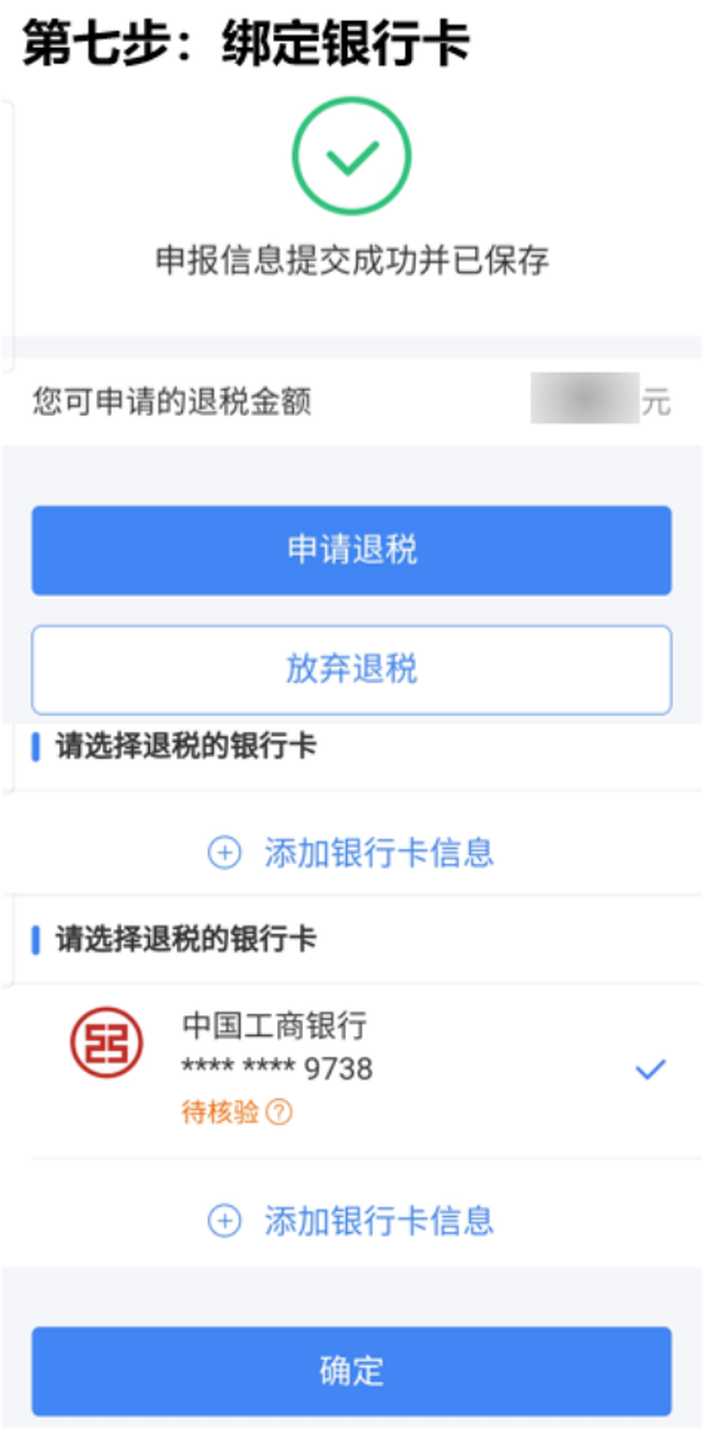 第七步：绑定银行卡
申报信息提交成功并已保存
您可申请的退税金额 元
申请退税
放弃退税
请选择退税的银行卡
添加银行卡信息
请选择退税的银行卡
中国工商银行
**** **** 9738
待核验?
添加银行卡信息
确定